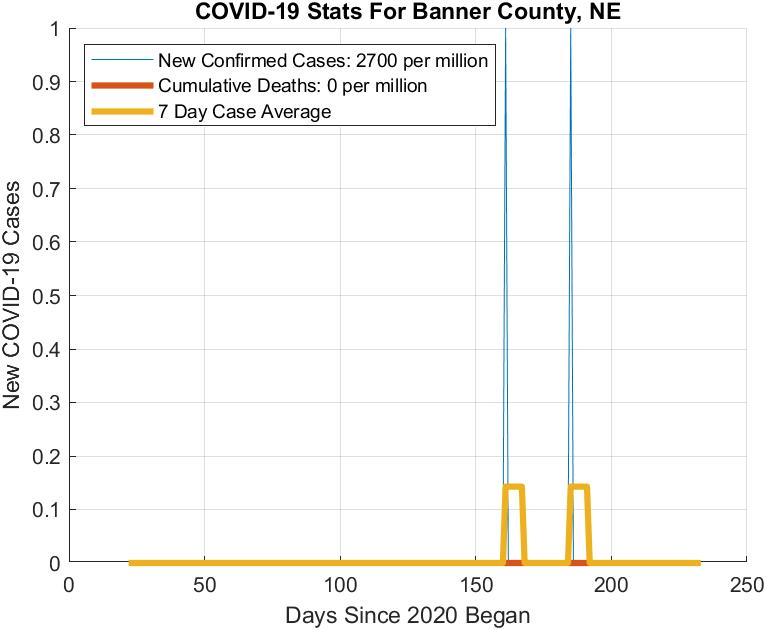 COVID-19 Stats For Banner County, NE
New Confirmed Cases: 2700 per million
Cumulative Deaths: 0 per million
7 Day Case Average
New COVID-19 Cases
1
0.9
0.8
0.7
0.6
0.5
0.4
0.3
0.2
0.1
0
0 50 100 150 200 250
Days Since 2020 Began